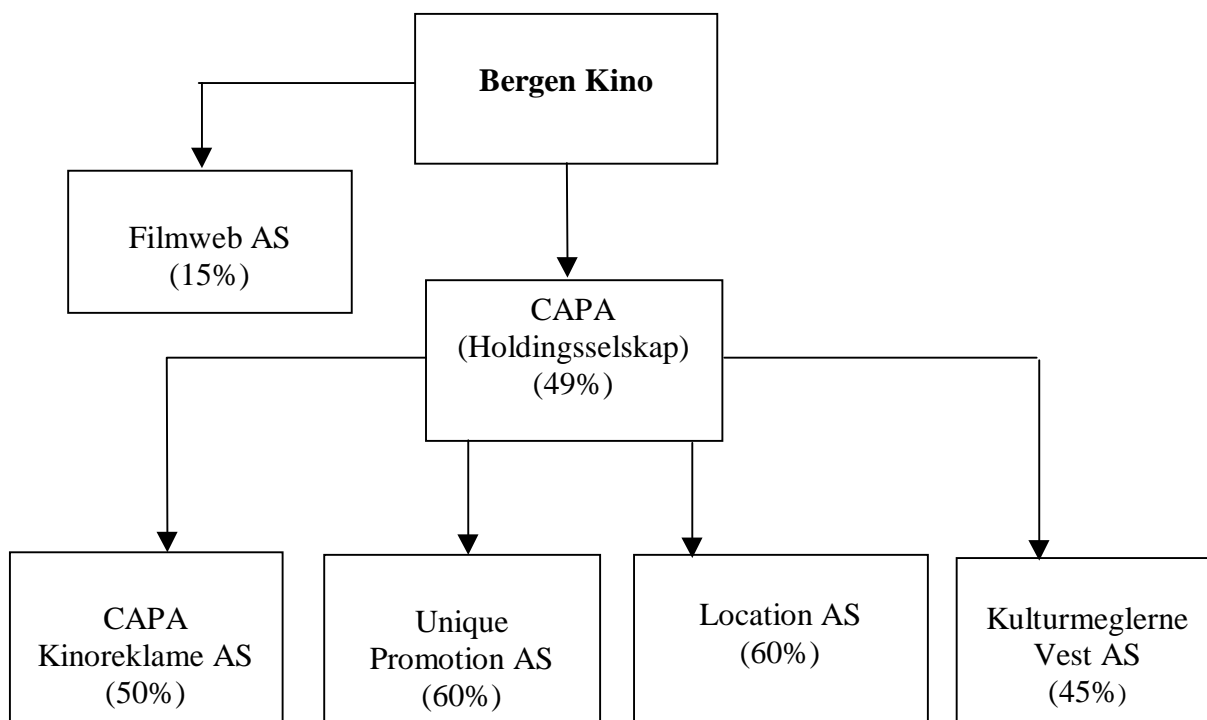 Bergen Kino
Filmweb AS
(15%)
CAPA
(Holdingsselskap)
(49%)
CAPA
Kinoreklame AS
(50%)
Unique
Promotion AS
(60%)
Location AS
(60%)
Kulturmeglerne
Vest AS
(45%)